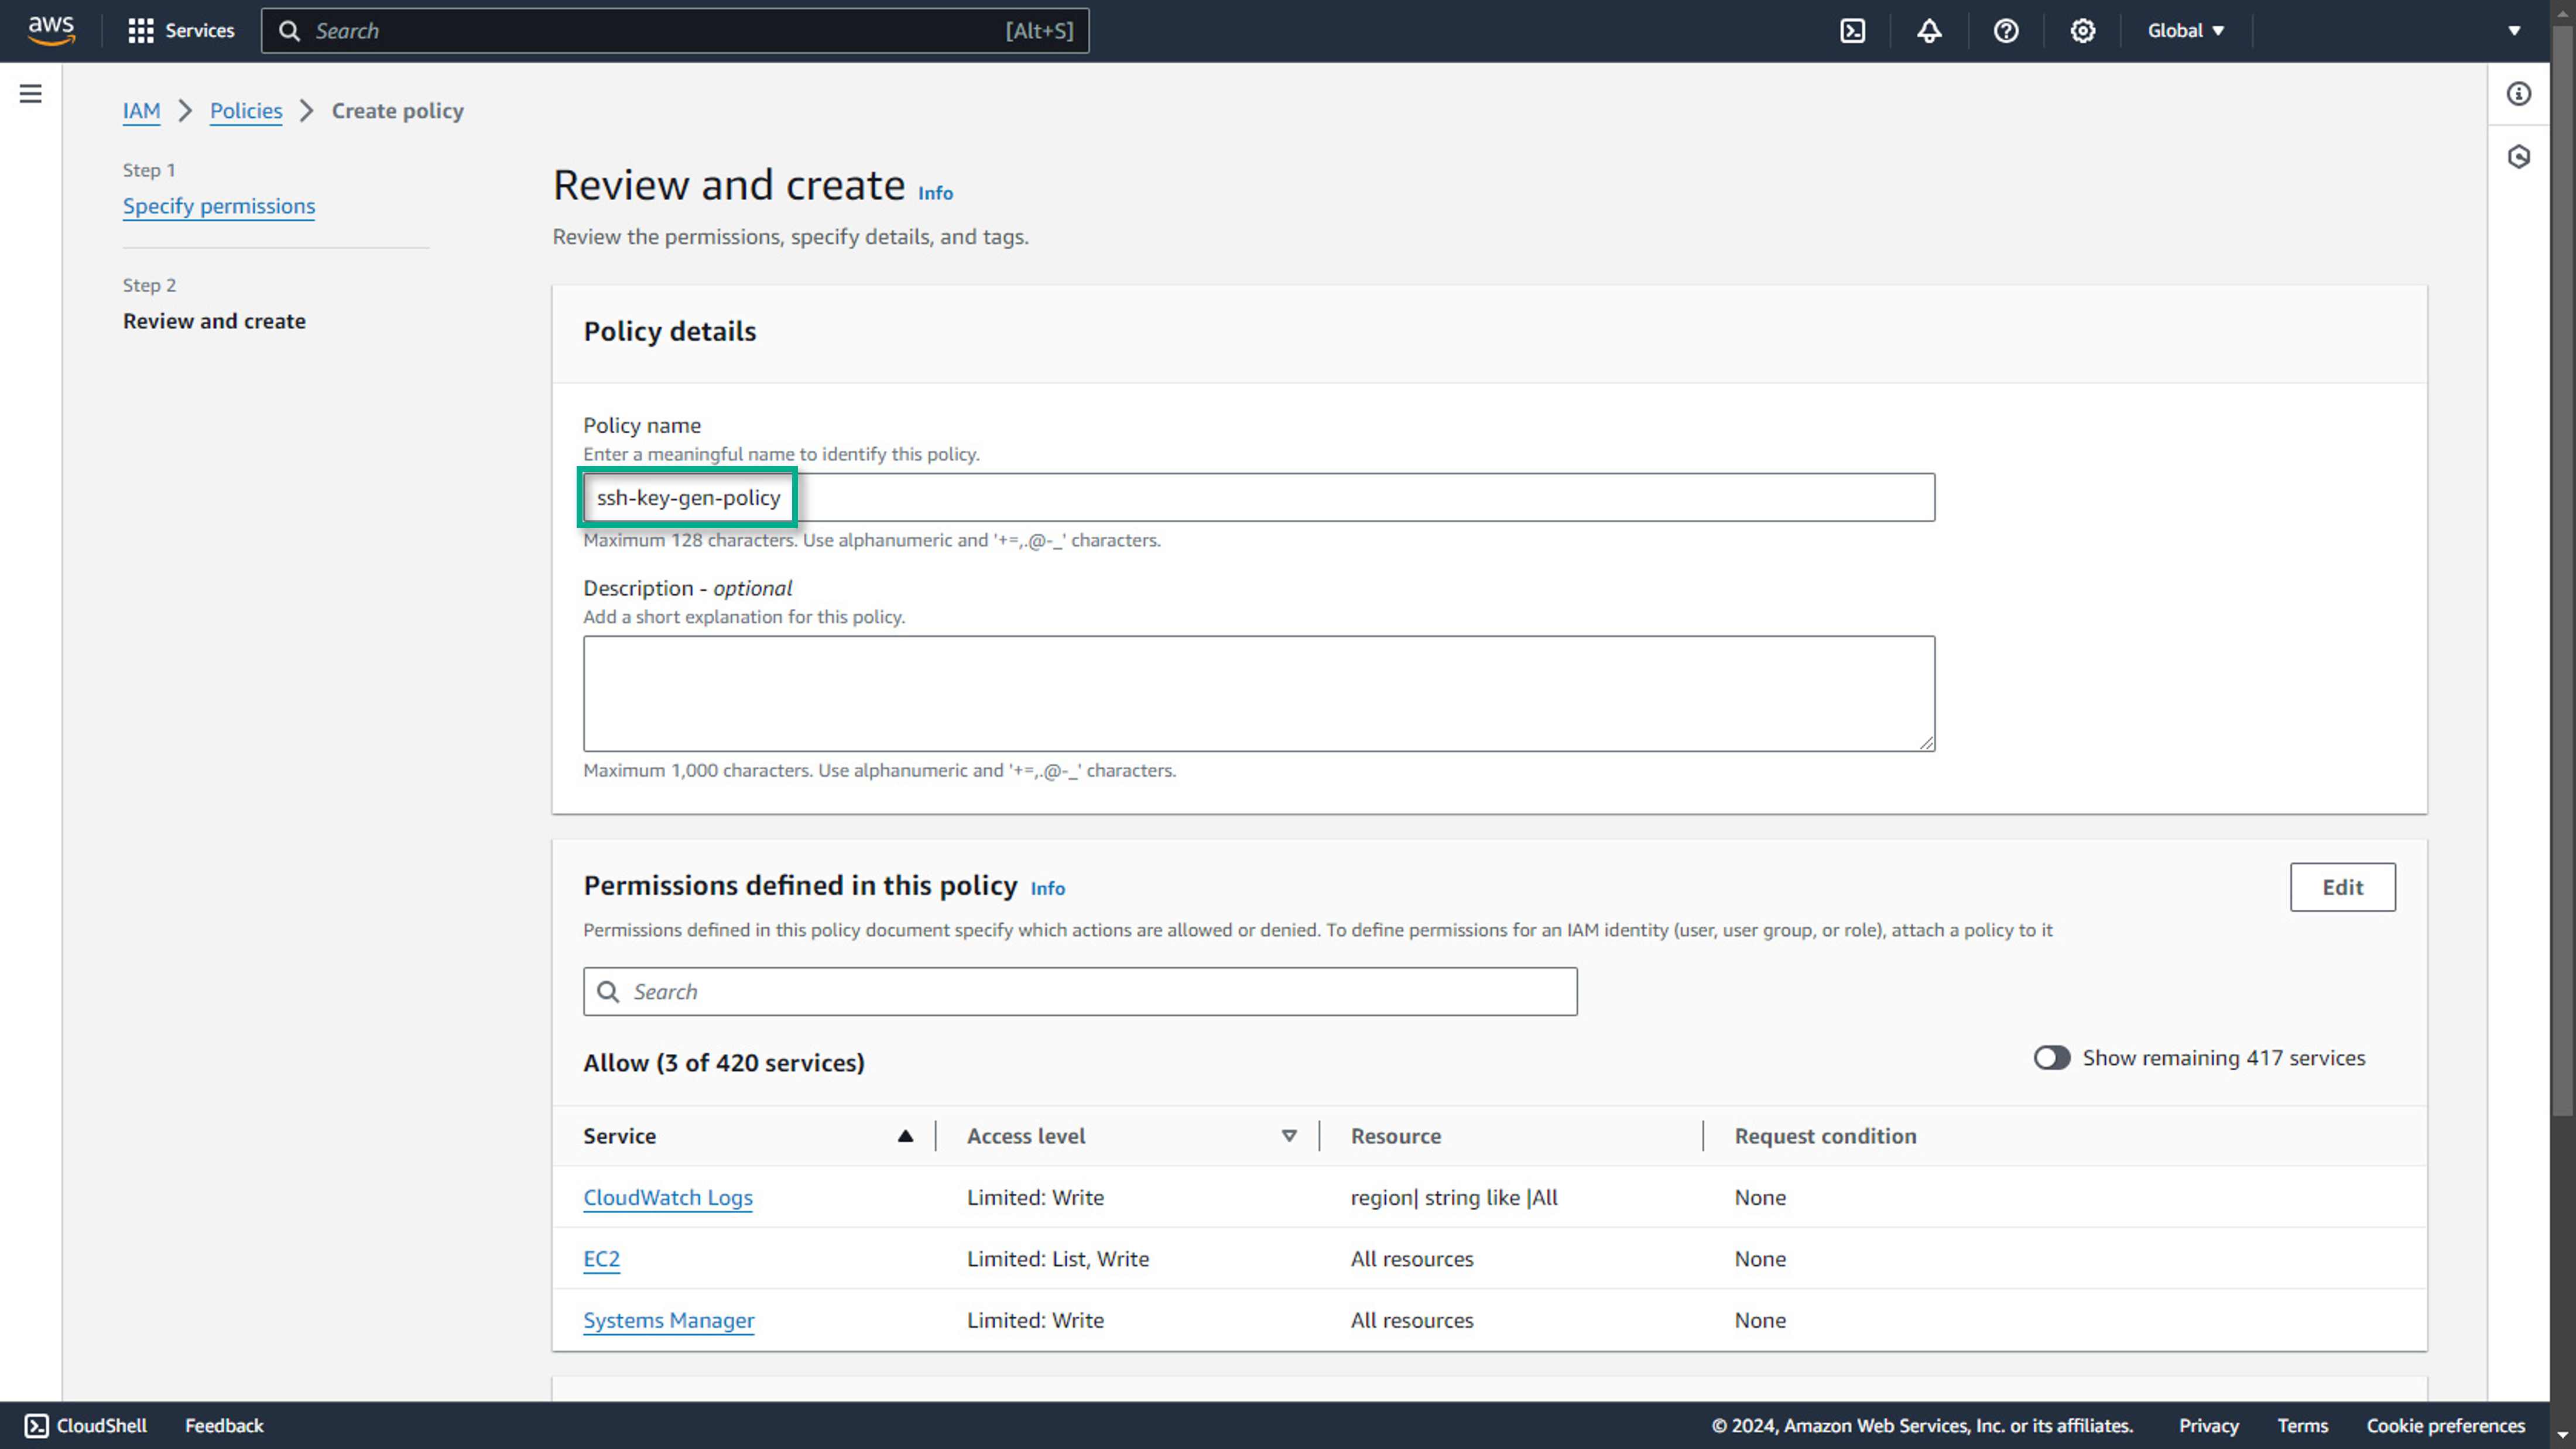 aws
Services
Search
[Alt+S]
Global
IAM > Policies > Create policy
Step 1
Specify permissions
Step 2
Review and create
Review and create Info
Review the permissions, specify details, and tags.
Policy details
Policy name
Enter a meaningful name to identify this policy.
ssh-key-gen-policy
Maximum 128 characters. Use alphanumeric and '+=,.@-_' characters.
Description - optional
Add a short explanation for this policy.
Maximum 1,000 characters. Use alphanumeric and '+=,.@-_' characters.
Permissions defined in this policy Info
Edit
Permissions defined in this policy document specify which actions are allowed or denied. To define permissions for an IAM identity (user, user group, or role), attach a policy to it
Search
Allow (3 of 420 services)
Show remaining 417 services
Service Access level Resource Request condition
CloudWatch Logs Limited: Write region| string like |All None
EC2 Limited: List, Write All resources None
Systems Manager Limited: Write All resources None
CloudShell Feedback © 2024, Amazon Web Services, Inc. or its affiliates. Privacy Terms Cookie preferences